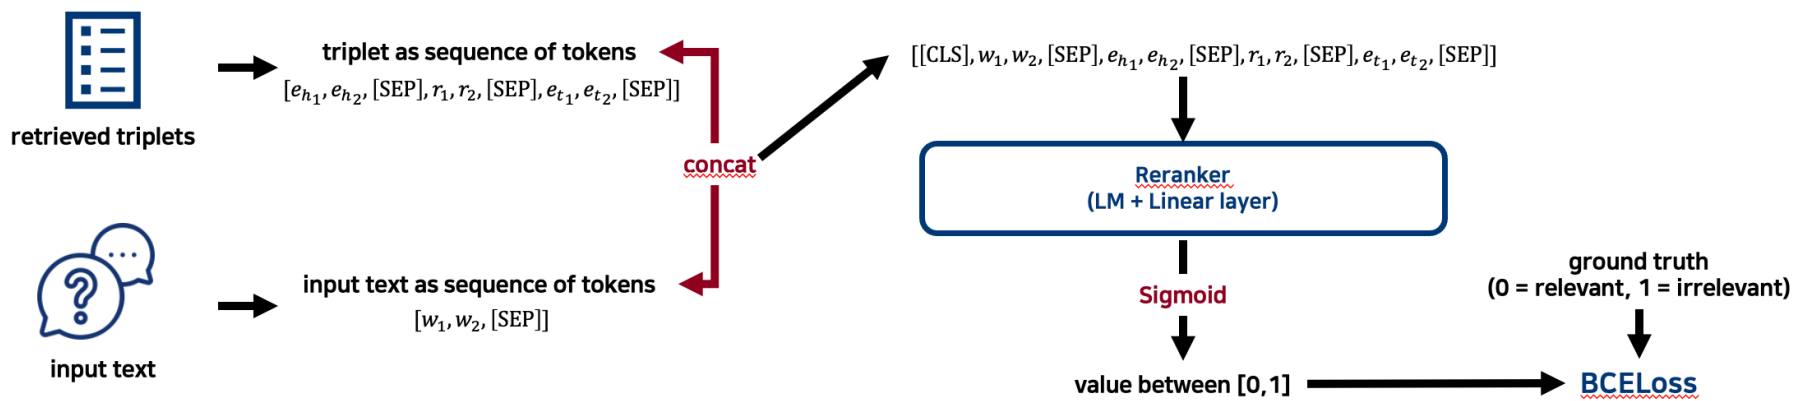 retrieved triplets
triplet as sequence of tokens
[e_{h_1}, e_{h_2}, [SEP], r_1, r_2, [SEP], e_{t_1}, e_{t_2}, [SEP]]
input text
input text as sequence of tokens
[w_1, w_2, [SEP]]
concat
[[CLS], w_1, w_2, [SEP], e_{h_1}, e_{h_2}, [SEP], r_1, r_2, [SEP], e_{t_1}, e_{t_2}, [SEP]]
Reranker
(LM + Linear layer)
Sigmoid
value between [0,1]
ground truth
(0 = relevant, 1 = irrelevant)
BCELoss